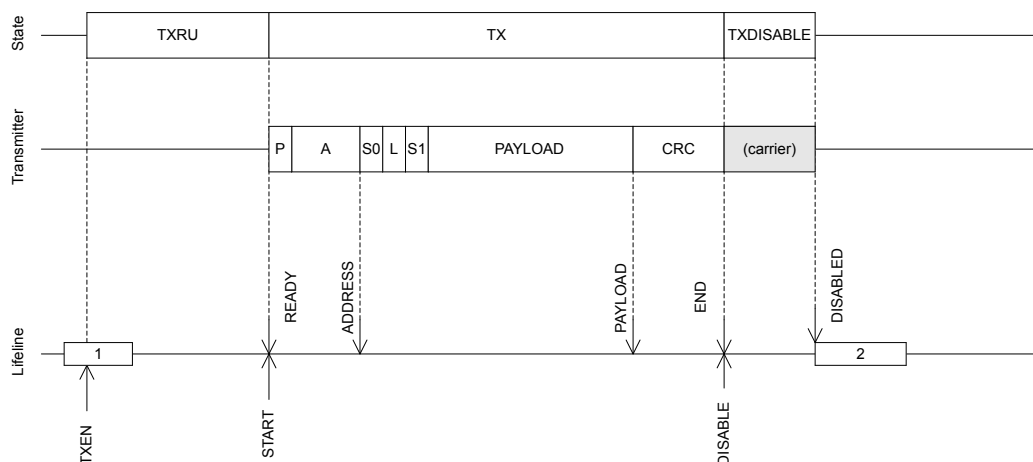 State
TXRU
TX
TXDISABLE
Transmitter
P
A
S0
L
S1
PAYLOAD
CRC
(carrier)
READY
ADDRESS
PAYLOAD
END
DISABLED
Lifeline
1
2
TXEN
START
DISABLE